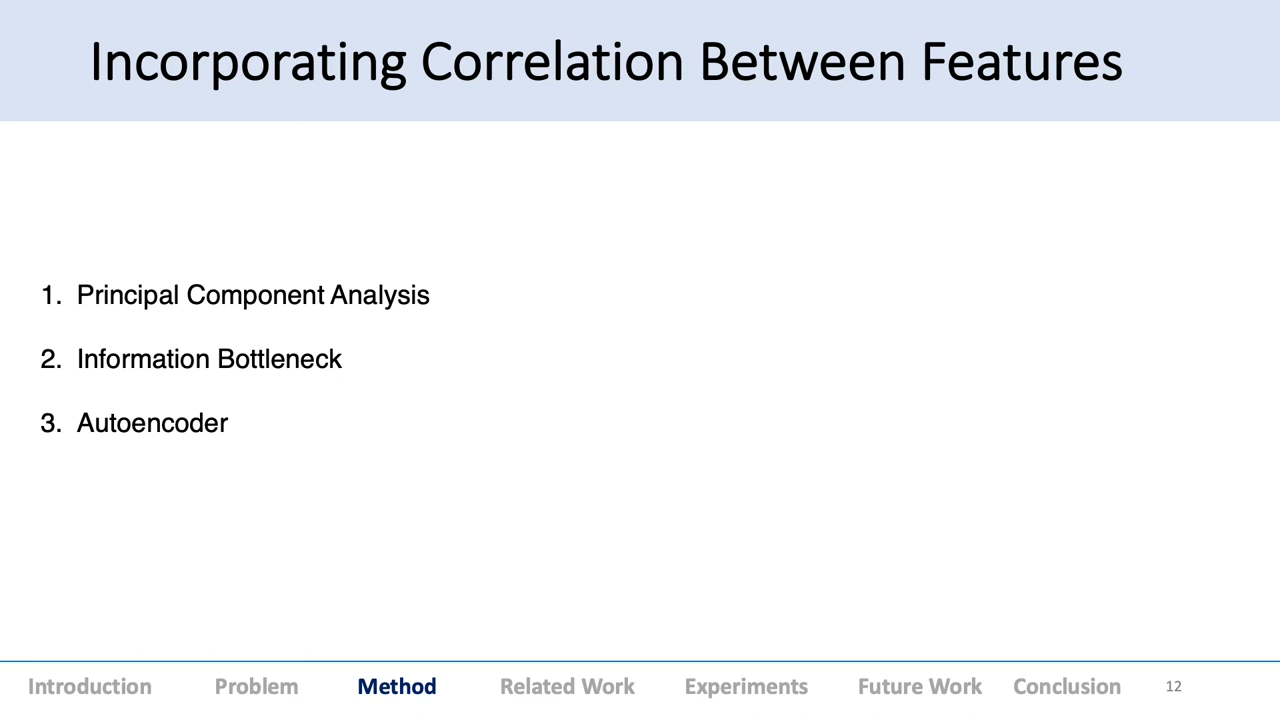 Incorporating Correlation Between Features
1. Principal Component Analysis
2. Information Bottleneck
3. Autoencoder
Introduction Problem Method Related Work Experiments Future Work Conclusion 12